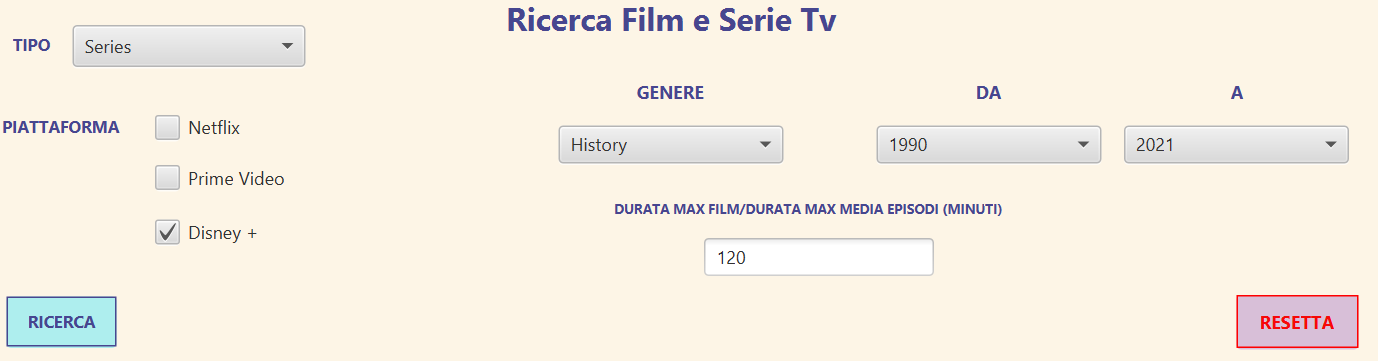 Ricerca Film e Serie Tv
TIPO
Series
GENERE
DA
A
PIATTAFORMA
Netflix
History
1990
2021
Prime Video
DURATA MAX FILM/DURATA MAX MEDIA EPISODI (MINUTI)
Disney +
120
RICERCA
RESETTA